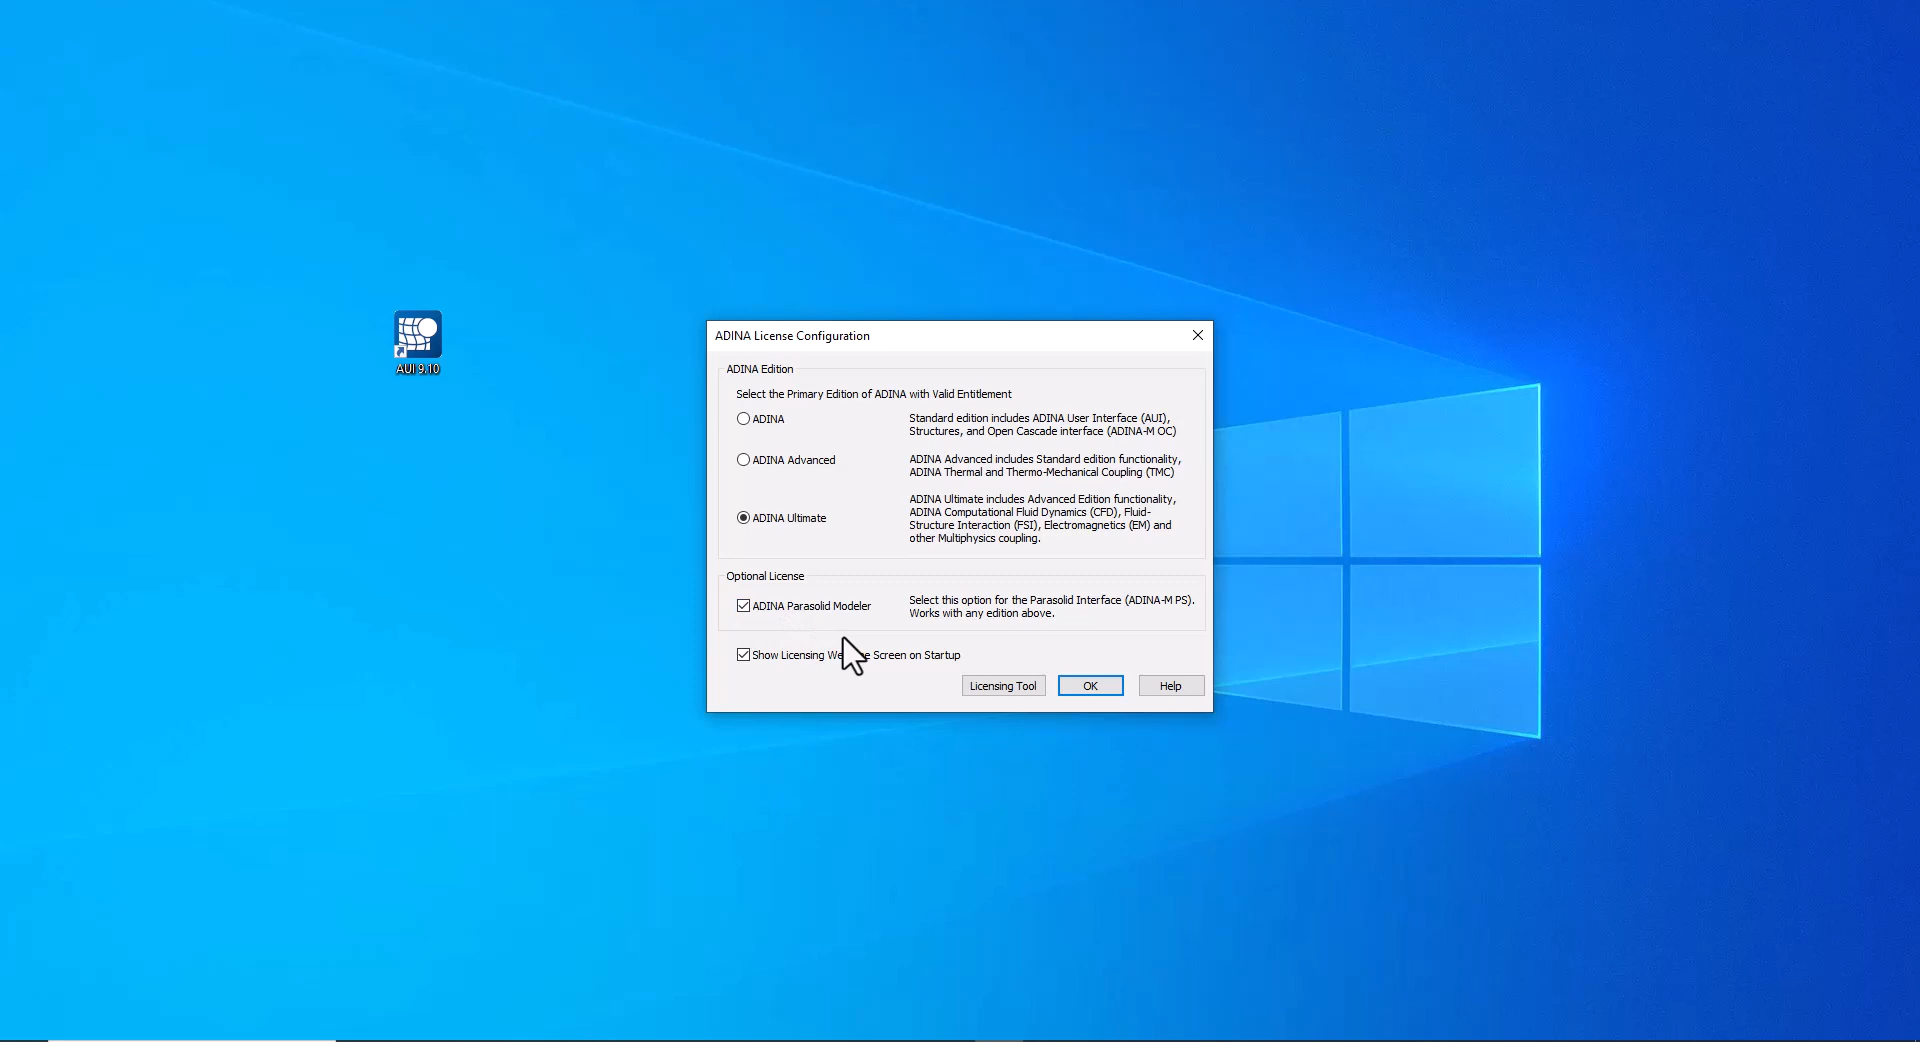 AUI 9.10
ADINA License Configuration
ADINA Edition
Select the Primary Edition of ADINA with Valid Entitlement
ADINA
Standard edition includes ADINA User Interface (AUI),
Structures, and Open Cascade interface (ADINA-M OC)
ADINA Advanced
ADINA Advanced includes Standard edition functionality,
ADINA Thermal and Thermo-Mechanical Coupling (TMC)
ADINA Ultimate
ADINA Ultimate includes Advanced Edition functionality,
ADINA Computational Fluid Dynamics (CFD), Fluid-
Structure Interaction (FSI), Electromagnetics (EM) and
other Multiphysics coupling.
Optional License
ADINA Parasolid Modeler
Select this option for the Parasolid Interface (ADINA-M PS).
Works with any edition above.
Show Licensing Screen on Startup
Licensing Tool
OK
Help